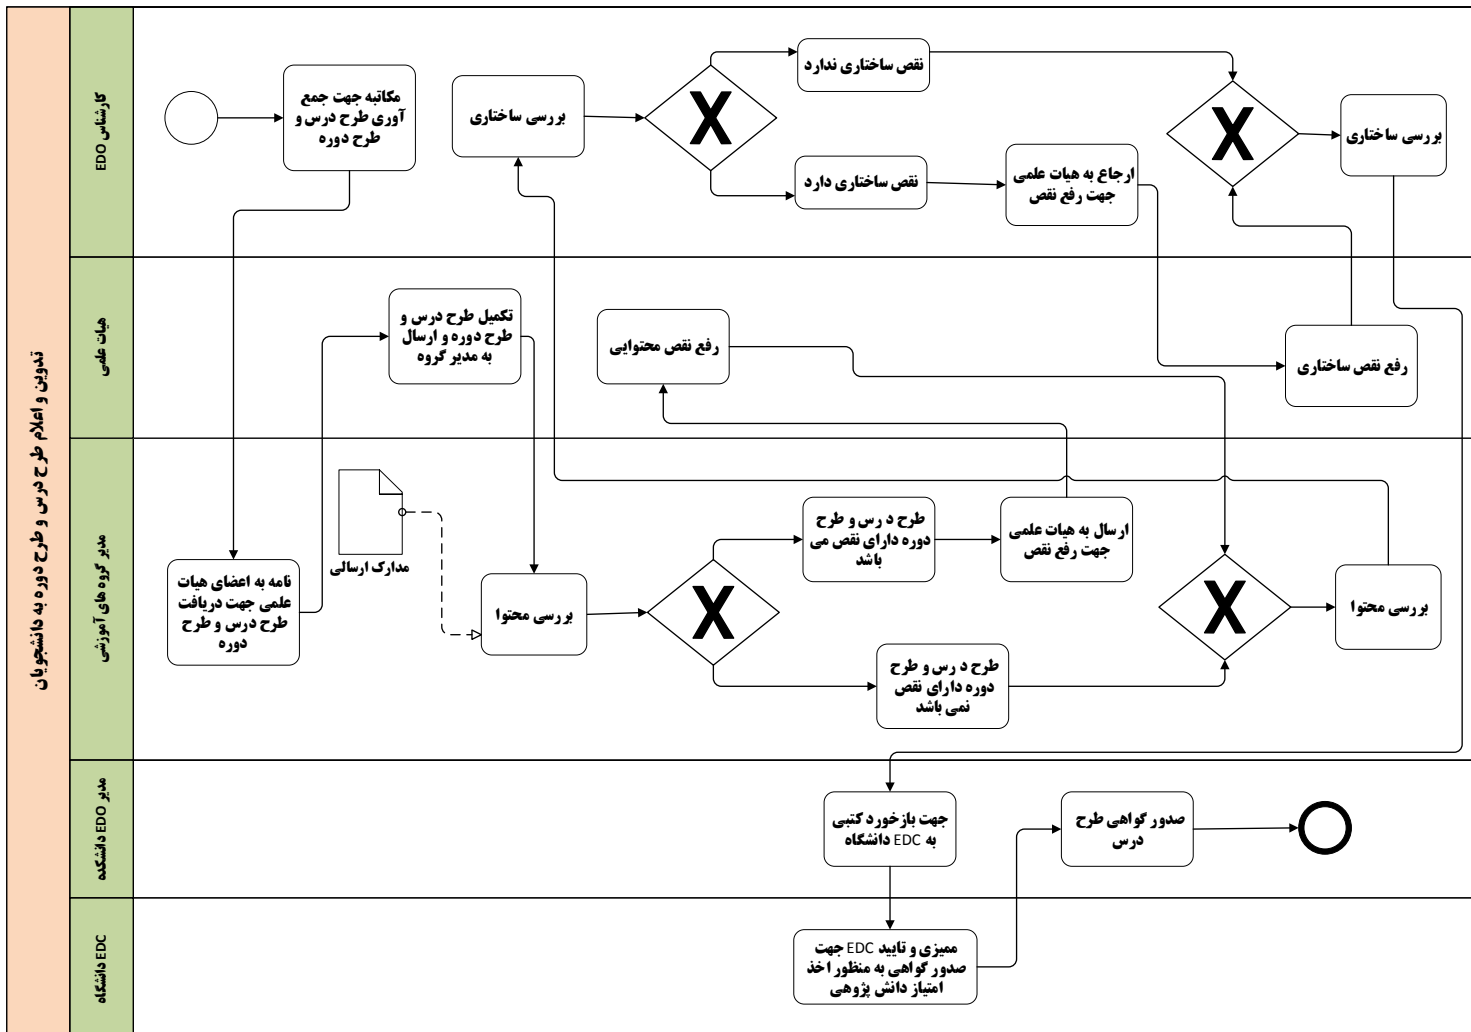 تدوین و اعلام طرح درس و طرح دوره به دانشجویان
کارشناس EDO
مکاتبه جهت جمع
آوری طرح درس و
طرح دوره
بررسی ساختاری
نقص ساختاری ندارد
نقص ساختاری دارد
ارجاع به هیات علمی
جهت رفع نقص
بررسی ساختاری
هیات علمی
تکمیل طرح درس و
طرح دوره و ارسال
به مدیر گروه
رفع نقص محتوایی
رفع نقص ساختاری
مدیر گروه های آموزشی
نامه به اعضای هیات
علمی جهت دریافت
طرح درس و طرح
دوره
مدارک ارسالی
بررسی محتوا
طرح د رس و طرح
دوره دارای نقص می
باشد
ارسال به هیات علمی
جهت رفع نقص
طرح د رس و طرح
دوره دارای نقص
نمی باشد
بررسی محتوا
مدیر EDO دانشکده
جهت بازخورد کتبی
به EDC دانشگاه
صدور گواهی طرح
درس
EDC دانشگاه
ممیزی و تایید EDC جهت
صدور گواهی به منظور اخذ
امتیاز دانش پژوهی